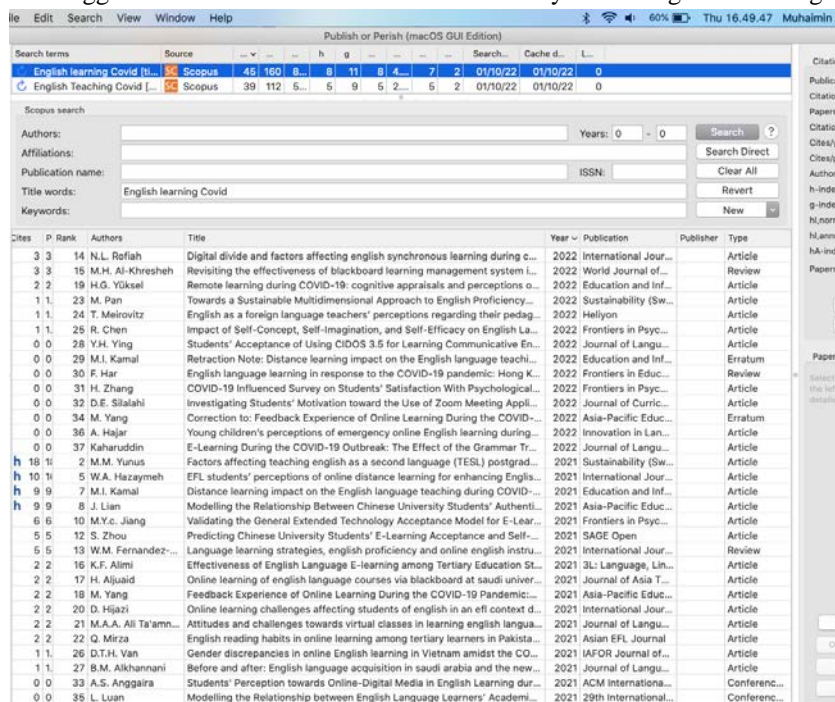 Edit Search View Window Help 60% Thu 16.49.47 Muhaimin
Publish or Perish (macOS GUI Edition)
Search terms Source ... ... ... h g ... ... ... ... Search... Cache d... L...
English learning Covid [ti... SC Scopus 45 160 8... 8 11 8 4... 7 2 01/10/22 01/10/22 0
English Teaching Covid [... SC Scopus 39 112 5... 5 9 5 2... 5 2 01/10/22 01/10/22 0
Scopus search
Authors: Years: 0 - 0 Search ?
Affiliations: Search Direct
Publication name: ISSN: Clear All
Title words: English learning Covid Revert
Keywords: New
Cites P Rank Authors Title Year Publication Publisher Type
3 3 14 N.L. Rofiah Digital divide and factors affecting english synchronous learning during c... 2022 International Jour... Article
3 3 15 M.H. Al-Khresheh Revisiting the effectiveness of blackboard learning management system i... 2022 World Journal of... Review
2 2 19 H.G. Yüksel Remote learning during COVID-19: cognitive appraisals and perceptions o... 2022 Education and Inf... Article
1 1. 23 M. Pan Towards a Sustainable Multidimensional Approach to English Proficiency... 2022 Sustainability (Sw... Article
1 1. 24 T. Meirovitz English as a foreign language teachers' perceptions regarding their pedag... 2022 Heliyon Article
1 1. 25 R. Chen Impact of Self-Concept, Self-Imagination, and Self-Efficacy on English La... 2022 Frontiers in Psyc... Article
0 0 28 Y.H. Ying Students' Acceptance of Using CIDOS 3.5 for Learning Communicative En... 2022 Journal of Langu... Article
0 0 29 M.I. Kamal Retraction Note: Distance learning impact on the English language teachi... 2022 Education and Inf... Erratum
0 0 30 F. Har English language learning in response to the COVID-19 pandemic: Hong K... 2022 Frontiers in Educ... Review
0 0 31 H. Zhang COVID-19 Influenced Survey on Students' Satisfaction With Psychological... 2022 Frontiers in Psyc... Article
0 0 32 D.E. Silalahi Investigating Students' Motivation toward the Use of Zoom Meeting Appli... 2022 Journal of Curric... Article
0 0 34 M. Yang Correction to: Feedback Experience of Online Learning During the COVID-... 2022 Asia-Pacific Educ... Erratum
0 0 36 A. Hajar Young children's perceptions of emergency online English learning during... 2022 Innovation in Lan... Article
0 0 37 Kaharuddin E-Learning During the COVID-19 Outbreak: The Effect of the Grammar Tr... 2022 Journal of Langu... Article
h 18 2 M.M. Yunus Factors affecting teaching english as a second language (TESL) postgrad... 2021 Sustainability (Sw... Article
h 10 5 W.A. Hazaymeh EFL students' perceptions of online distance learning for enhancing Englis... 2021 International Jour... Article
h 9 9 7 M.I. Kamal Distance learning impact on the English language teaching during COVID-... 2021 Education and Inf... Article
h 9 9 8 J. Lian Modelling the Relationship Between Chinese University Students' Authenti... 2021 Asia-Pacific Educ... Article
6 6 10 M.Y.c. Jiang Validating the General Extended Technology Acceptance Model for E-Lear... 2021 Frontiers in Psyc... Article
5 5 12 S. Zhou Predicting Chinese University Students' E-Learning Acceptance and Self-... 2021 SAGE Open Article
5 5 13 W.M. Fernandez-... Language learning strategies, english proficiency and online english instru... 2021 International Jour... Review
2 2 16 K.F. Alimi Effectiveness of English Language E-learning among Tertiary Education St... 2021 3L: Language, Lin... Article
2 2 17 H. Aljuaid Online learning of english language courses via blackboard at saudi univer... 2021 Journal of Asia T... Article
2 2 18 M. Yang Feedback Experience of Online Learning During the COVID-19 Pandemic:... 2021 Asia-Pacific Educ... Article
2 2 20 D. Hijazi Online learning challenges affecting students of english in an efl context d... 2021 International Jour... Article
2 2 21 M.A.A. Ali Ta'amn... Attitudes and challenges towards virtual classes in learning english langua... 2021 Journal of Langu... Article
2 2 22 Q. Mirza English reading habits in online learning among tertiary learners in Pakista... 2021 Asian EFL Journal Article
1 1. 26 D.T.H. Van Gender discrepancies in online English learning in Vietnam amidst the CO... 2021 IAFOR Journal of... Article
1 1. 27 B.M. Alkhannani Before and after: English language acquisition in saudi arabia and the new... 2021 Journal of Langu... Article
0 0 33 A.S. Anggaira Students' Perception towards Online-Digital Media in English Learning dur... 2021 ACM Internationa... Conferenc...
0 0 35 L. Luan Modelling the Relationship between English Language Learners' Academi... 2021 29th International... Conferenc...